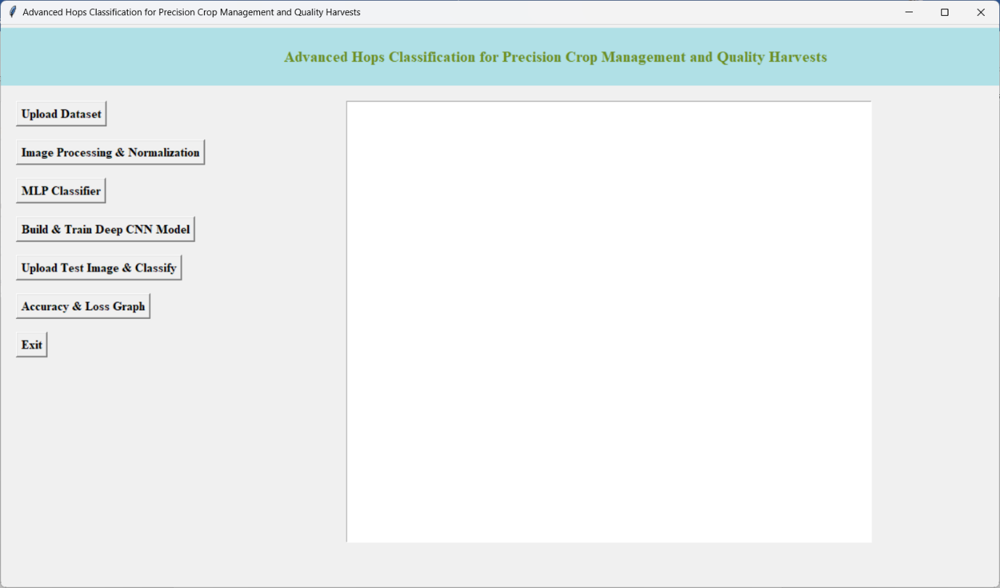 Advanced Hops Classification for Precision Crop Management and Quality Harvests
Advanced Hops Classification for Precision Crop Management and Quality Harvests
Upload Dataset
Image Processing & Normalization
MLP Classifier
Build & Train Deep CNN Model
Upload Test Image & Classify
Accuracy & Loss Graph
Exit